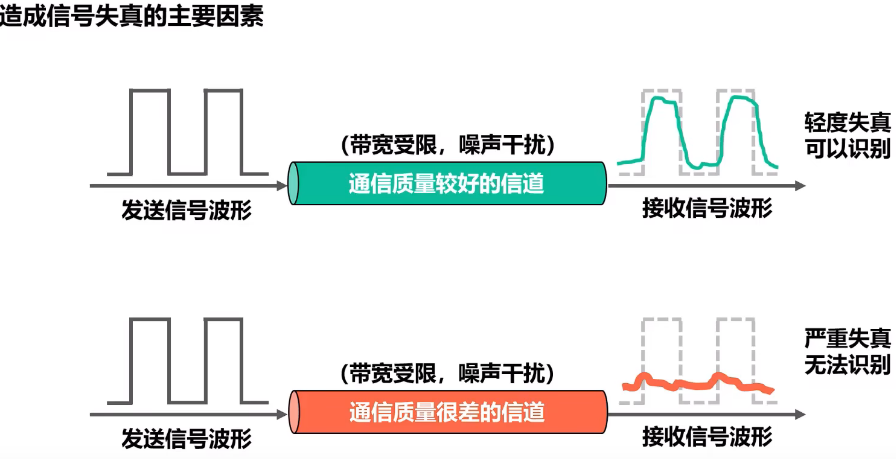 造成信号失真的主要因素
(带宽受限，噪声干扰)
通信质量较好的信道
发送信号波形
接收信号波形
轻度失真
可以识别
(带宽受限，噪声干扰)
通信质量很差的信道
发送信号波形
接收信号波形
严重失真
无法识别